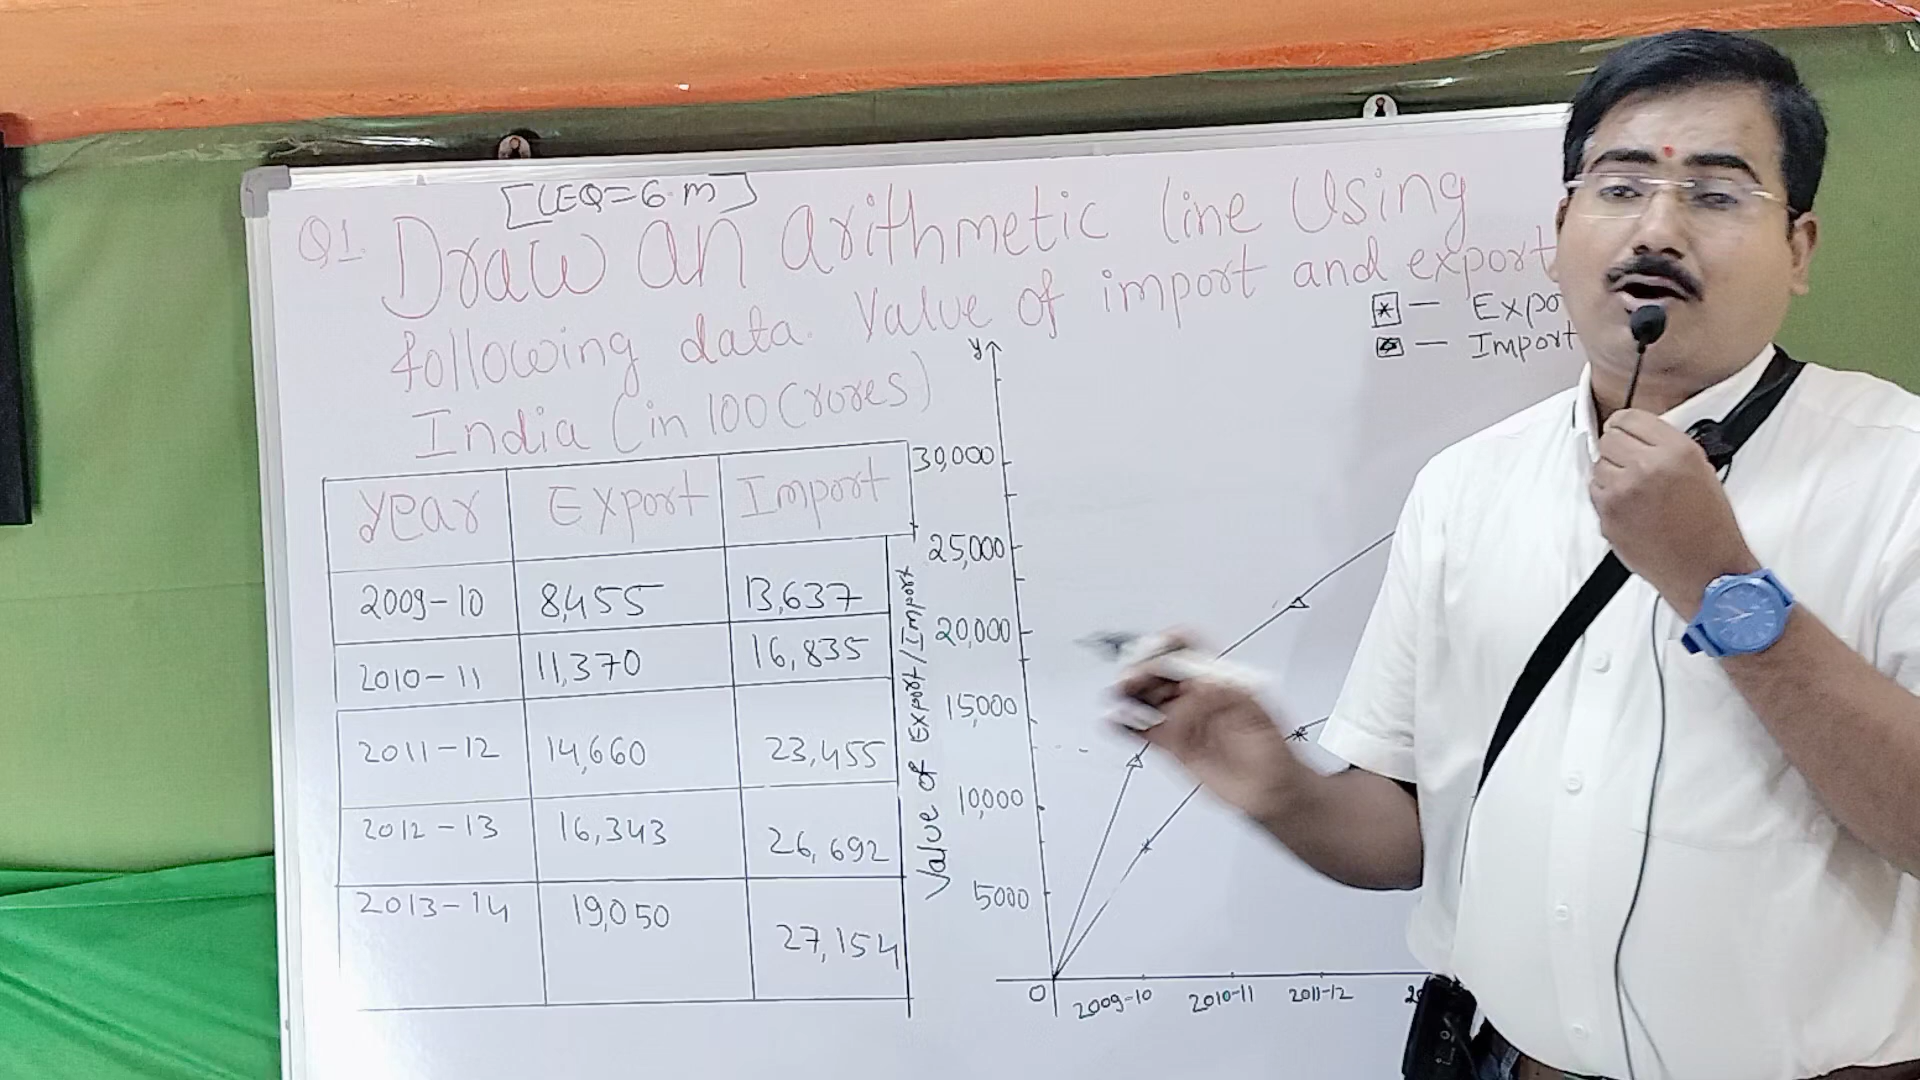 [LEQ=6 m]
Q1. Draw an arithmetic line Using
following data. Value of import and export
India (in 100 Crores)
* — Expo
— Import
y
Year Export Import
2009-10 8,455 13,637
2010-11 11,370 16,835
2011-12 14,660 23,455
2012-13 16,343 26,692
2013-14 19,050 27,154
Value of Export/Import
30,000
25,000
20,000
15,000
10,000
5000
0
2009-10 2010-11 2011-12 20